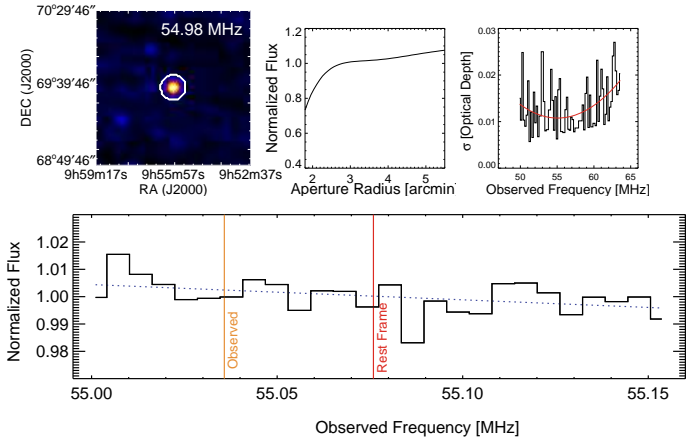 54.98 MHz
70°29'46"
69°39'46"
68°49'46"
DEC (J2000)
9h59m17s 9h55m57s 9h52m37s
RA (J2000)
1.2
1.0
0.8
0.6
0.4
Normalized Flux
2 3 4 5
Aperture Radius [arcmin
0.03
0.02
0.01
0.00
σ [Optical Depth]
50 55 60 65
Observed Frequency [MHz]
1.02
1.01
1.00
0.99
0.98
Normalized Flux
Observed
Rest Frame
55.00 55.05 55.10 55.15
Observed Frequency [MHz]